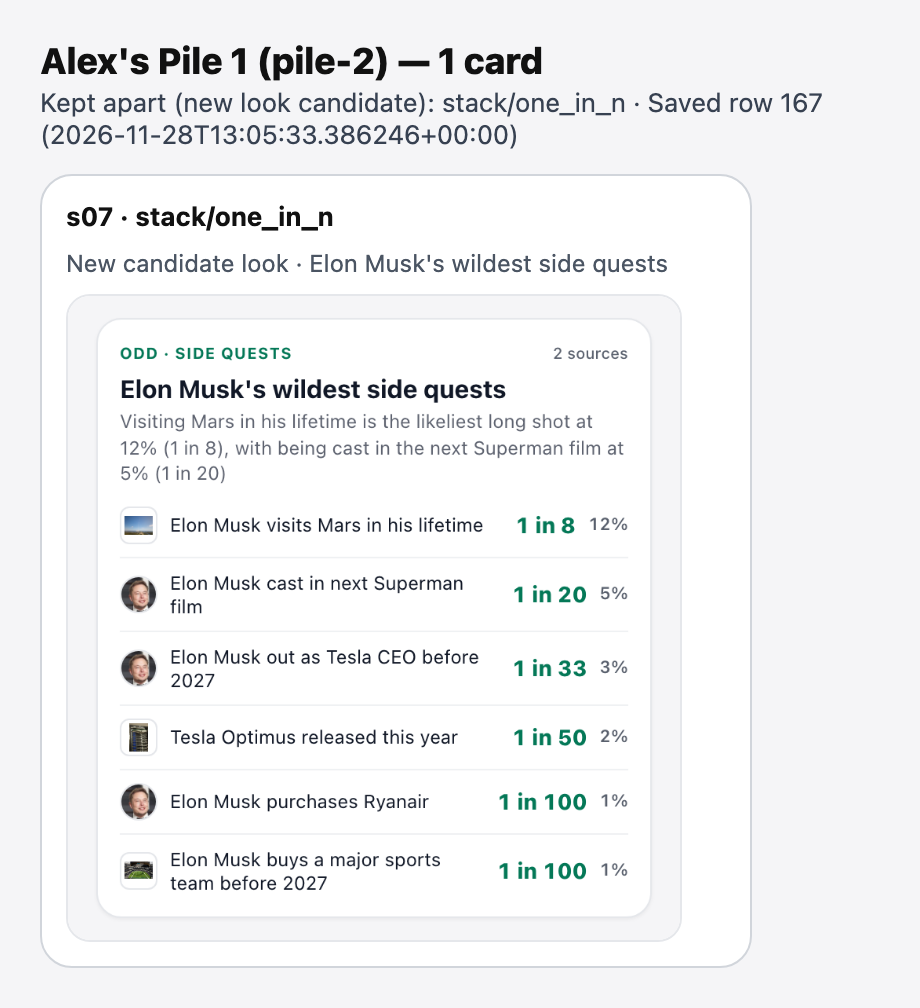 Alex's Pile 1 (pile-2) — 1 card
Kept apart (new look candidate): stack/one_in_n · Saved row 167
(2026-11-28T13:05:33.386246+00:00)
s07 · stack/one_in_n
New candidate look · Elon Musk's wildest side quests
ODD · SIDE QUESTS 2 sources
Elon Musk's wildest side quests
Visiting Mars in his lifetime is the likeliest long shot at
12% (1 in 8), with being cast in the next Superman film at
5% (1 in 20)
Elon Musk visits Mars in his lifetime 1 in 8 12%
Elon Musk cast in next Superman
film 1 in 20 5%
Elon Musk out as Tesla CEO before
2027 1 in 33 3%
Tesla Optimus released this year 1 in 50 2%
Elon Musk purchases Ryanair 1 in 100 1%
Elon Musk buys a major sports
team before 2027 1 in 100 1%